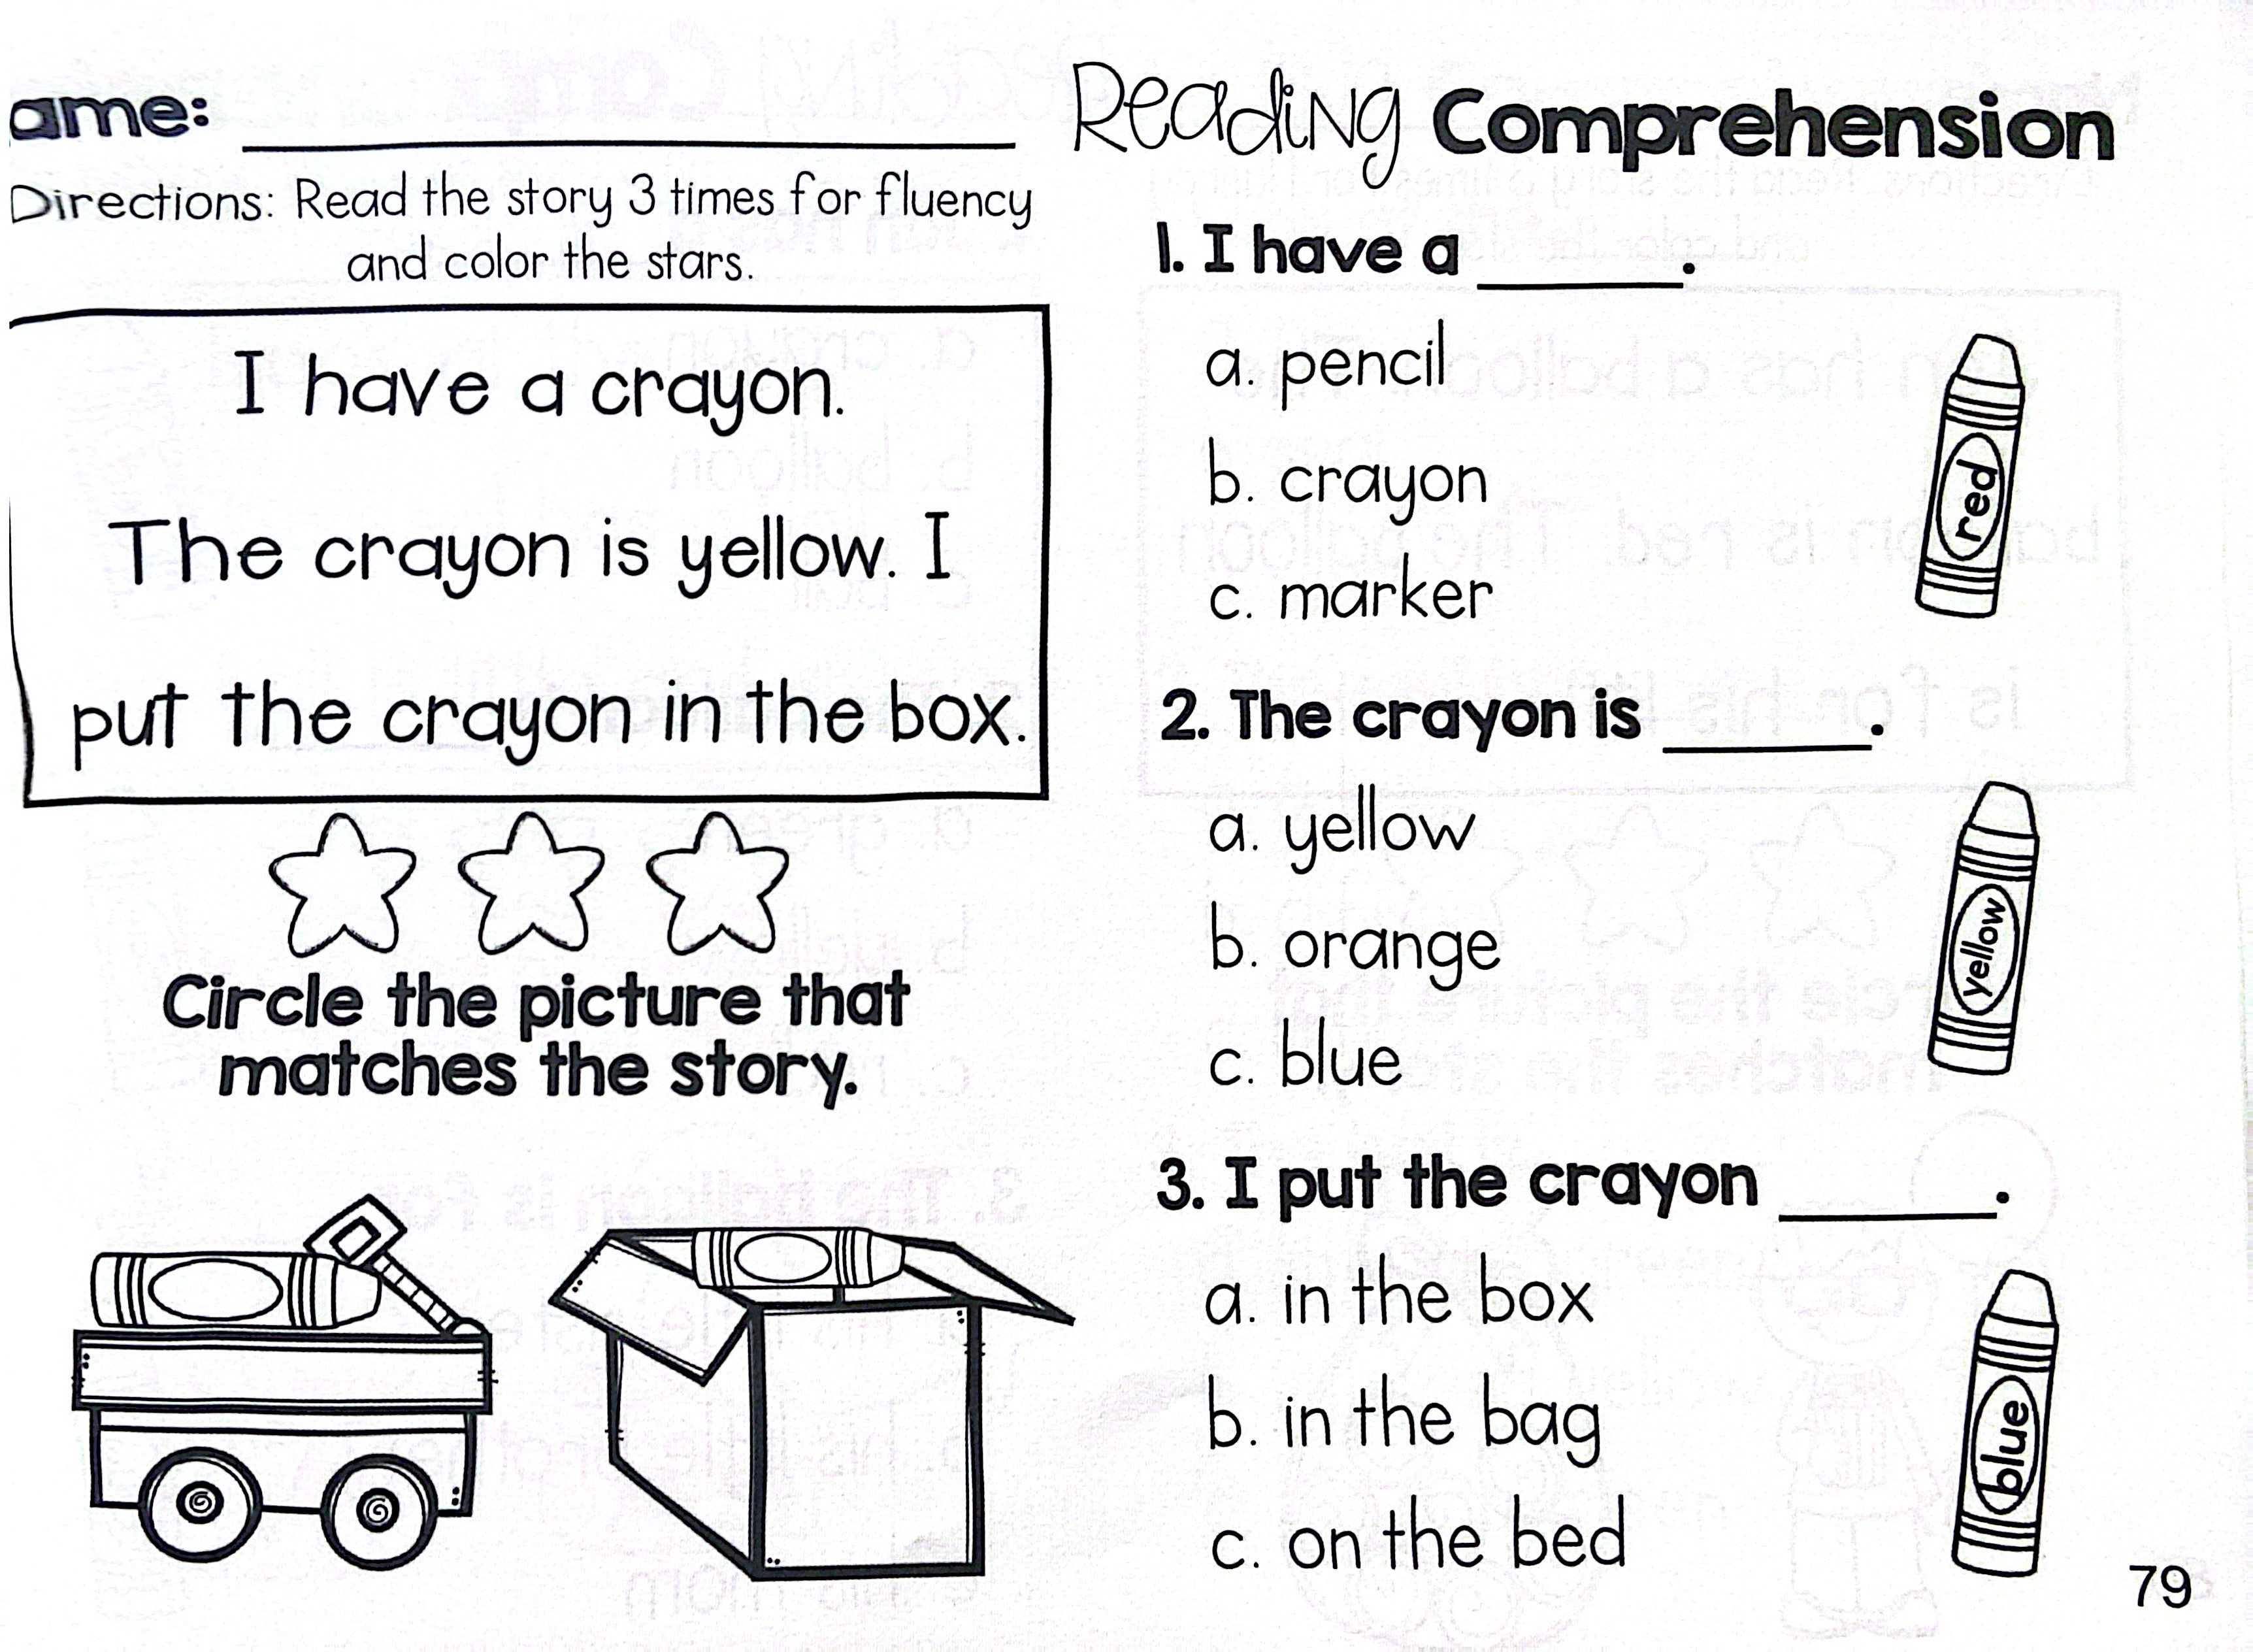 ame:
Directions: Read the story 3 times for fluency
and color the stars.
I have a crayon.
The crayon is yellow. I
put the crayon in the box.
Circle the picture that
matches the story.
Reading Comprehension
1. I have a ______.
a. pencil
b. crayon
c. marker
red
2. The crayon is ______.
a. yellow
b. orange
c. blue
yellow
3. I put the crayon ______.
a. in the box
b. in the bag
c. on the bed
blue
79